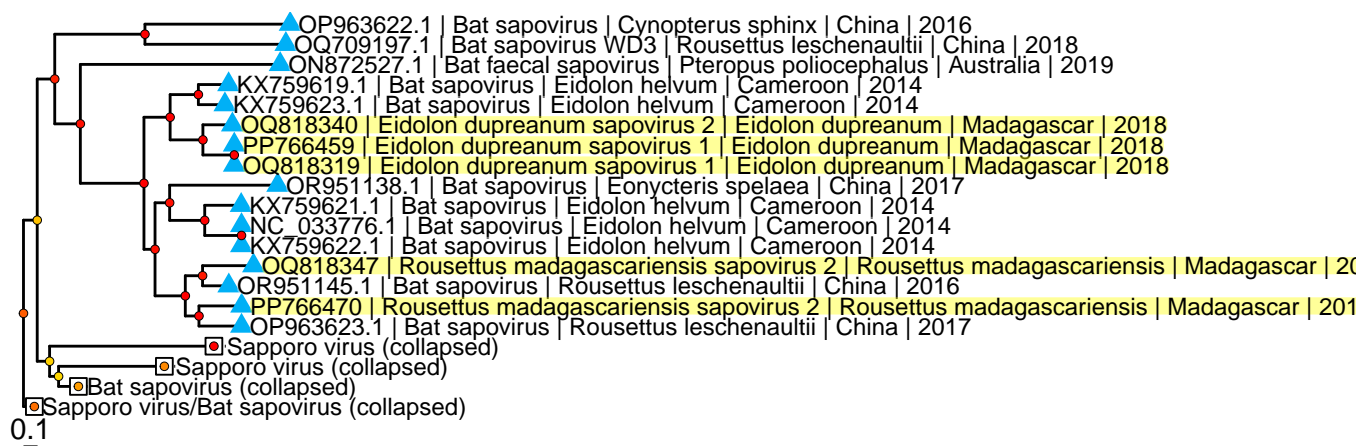 OP963622.1 | Bat sapovirus | Cynopterus sphinx | China | 2016
OQ709197.1 | Bat sapovirus WD3 | Rousettus leschenaultii | China | 2018
ON872527.1 | Bat faecal sapovirus | Pteropus poliocephalus | Australia | 2019
KX759619.1 | Bat sapovirus | Eidolon helvum | Cameroon | 2014
KX759623.1 | Bat sapovirus | Eidolon helvum | Cameroon | 2014
OQ818340 | Eidolon dupreanum sapovirus 2 | Eidolon dupreanum | Madagascar | 2018
PP766459 | Eidolon dupreanum sapovirus 1 | Eidolon dupreanum | Madagascar | 2018
OQ818319 | Eidolon dupreanum sapovirus 1 | Eidolon dupreanum | Madagascar | 2018
OR951138.1 | Bat sapovirus | Eonycteris spelaea | China | 2017
KX759621.1 | Bat sapovirus | Eidolon helvum | Cameroon | 2014
NC_033776.1 | Bat sapovirus | Eidolon helvum | Cameroon | 2014
KX759622.1 | Bat sapovirus | Eidolon helvum | Cameroon | 2014
OQ818347 | Rousettus madagascariensis sapovirus 2 | Rousettus madagascariensis | Madagascar | 20
OR951145.1 | Bat sapovirus | Rousettus leschenaultii | China | 2016
PP766470 | Rousettus madagascariensis sapovirus 2 | Rousettus madagascariensis | Madagascar | 201
OP963623.1 | Bat sapovirus | Rousettus leschenaultii | China | 2017
Sapporo virus (collapsed)
Sapporo virus (collapsed)
Bat sapovirus (collapsed)
Sapporo virus/Bat sapovirus (collapsed)
0.1